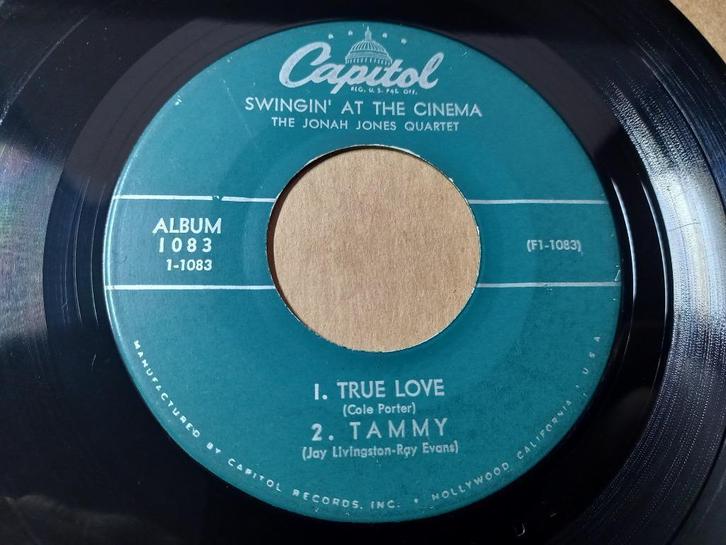 Capitol
REG. U. S. PAT. OFF.
SWINGIN' AT THE CINEMA
THE JONAH JONES QUARTET
ALBUM
1083
1-1083
(F1-1083)
1. TRUE LOVE
(Cole Porter)
2. TAMMY
(Jay Livingston-Ray Evans)
MANUFACTURED BY CAPITOL RECORDS, INC. • HOLLYWOOD CALIFORNIA, U.S.A.